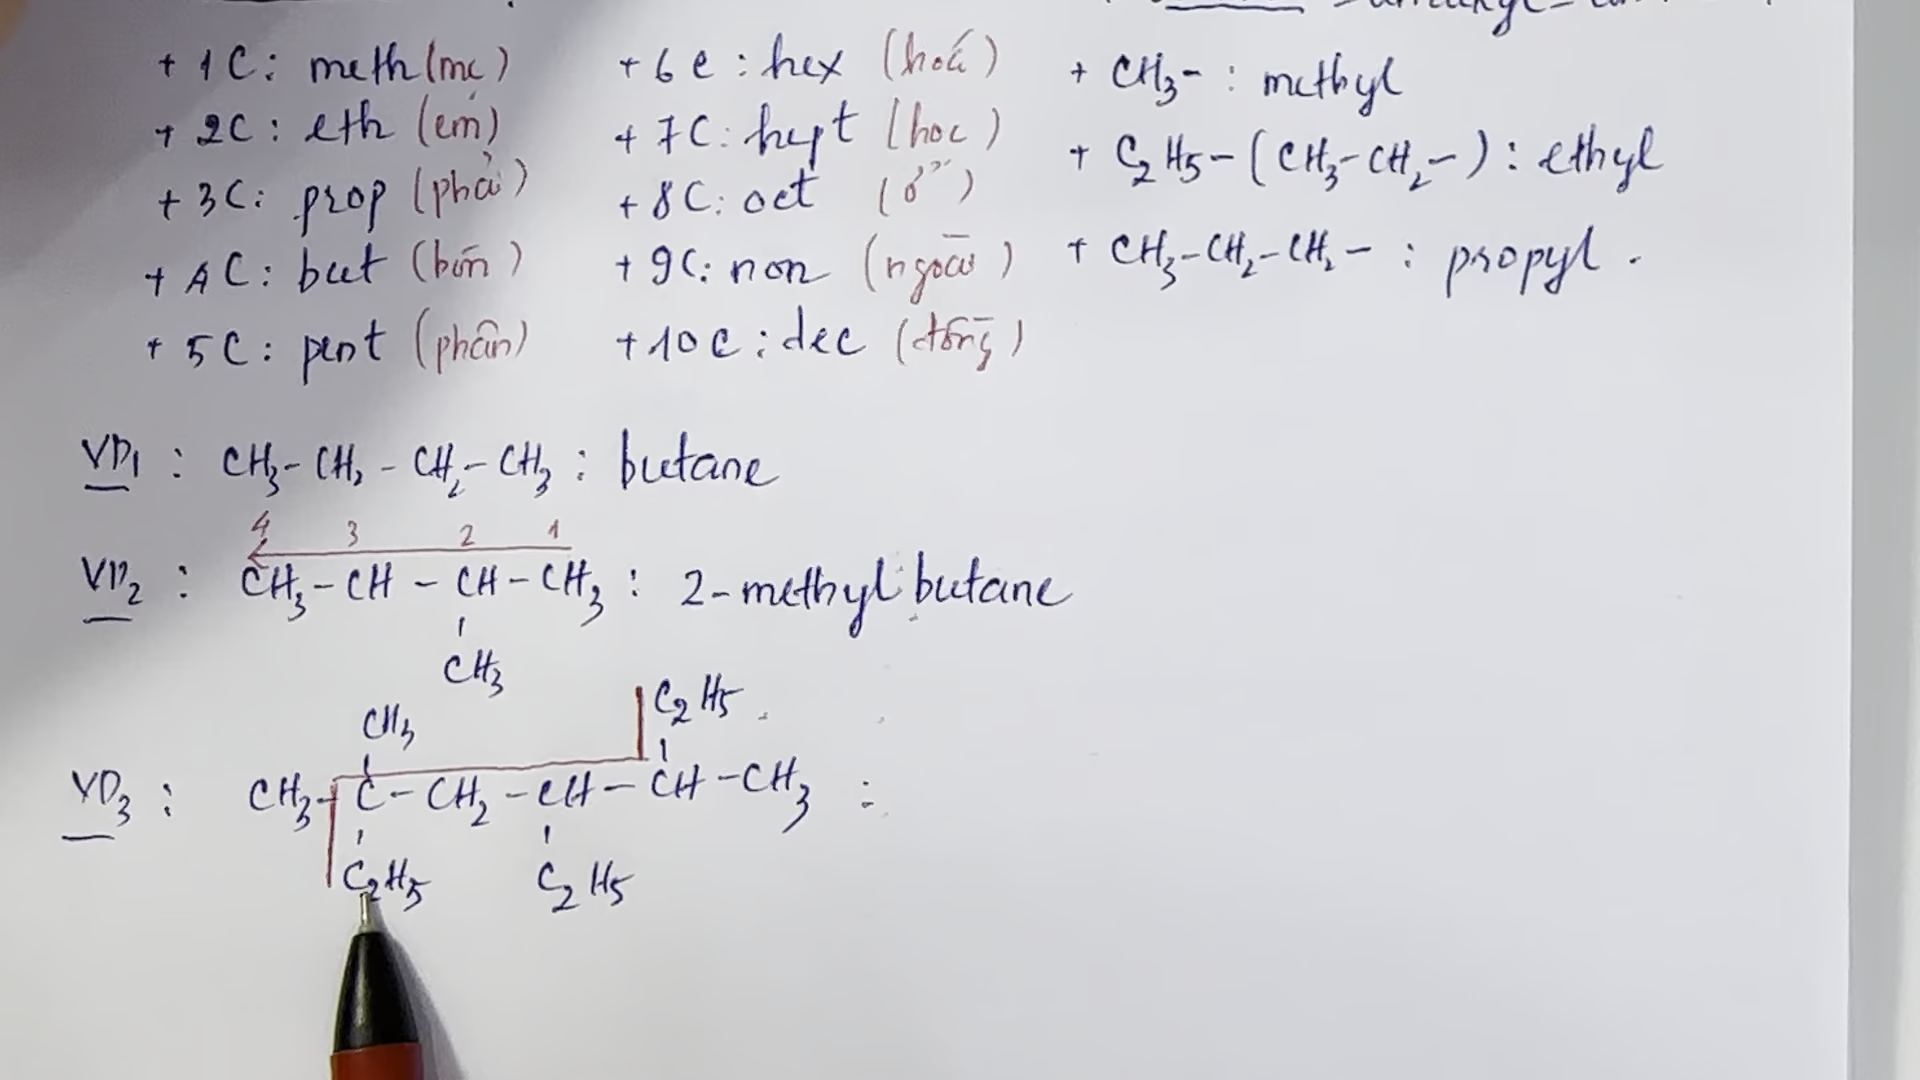 + 1C: meth (mẹ)
+ 2C: eth (em)
+ 3C: prop (phải)
+ 4C: but (bón)
+ 5C: pent (phân)
+ 6C: hex (hoá)
+ 7C: hept (học)
+ 8C: oct (ở)
+ 9C: non (ngoài)
+ 10C: dec (đồng)
+ CH3- : methyl
+ C2H5- (CH3-CH2-) : ethyl
+ CH3-CH2-CH2- : propyl.
VD1 : CH3-CH2-CH2-CH3 : butane
4 3 2 1
VD2 : CH3-CH-CH-CH3 : 2-methyl butane
CH3
CH3 C2H5
VD3 : CH3-C-CH2-CH-CH-CH3 :
C2H5 C2H5